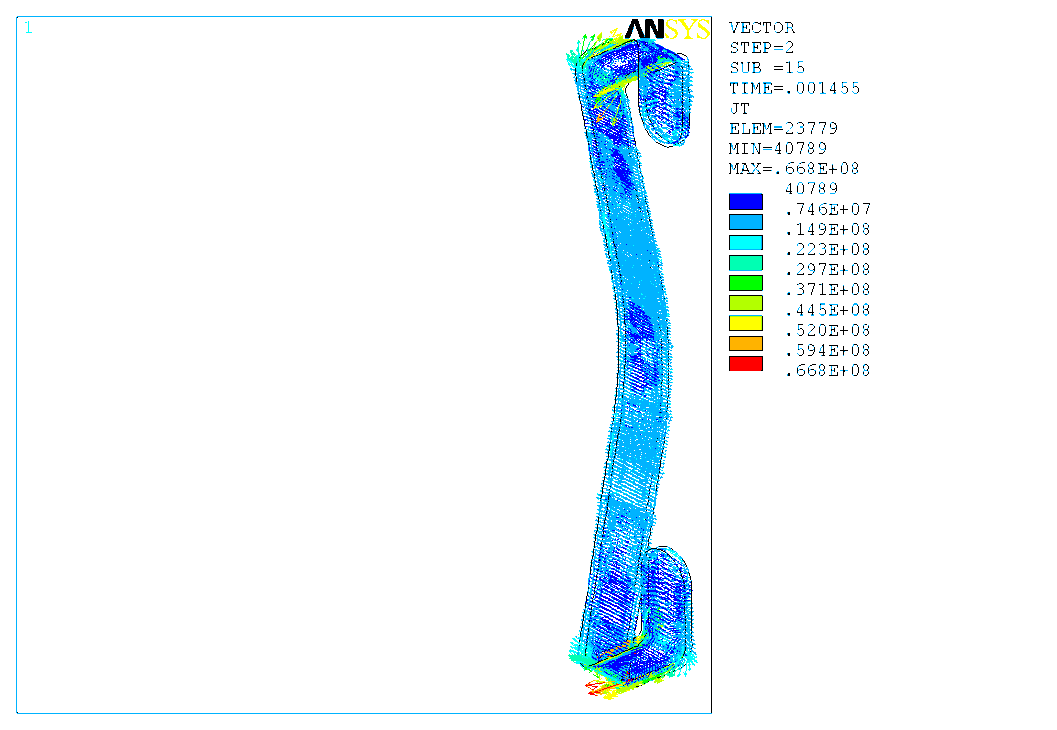 1
ANSYS
VECTOR
STEP=2
SUB =15
TIME=.001455
JT
ELEM=23779
MIN=40789
MAX=.668E+08
40789
.746E+07
.149E+08
.223E+08
.297E+08
.371E+08
.445E+08
.520E+08
.594E+08
.668E+08